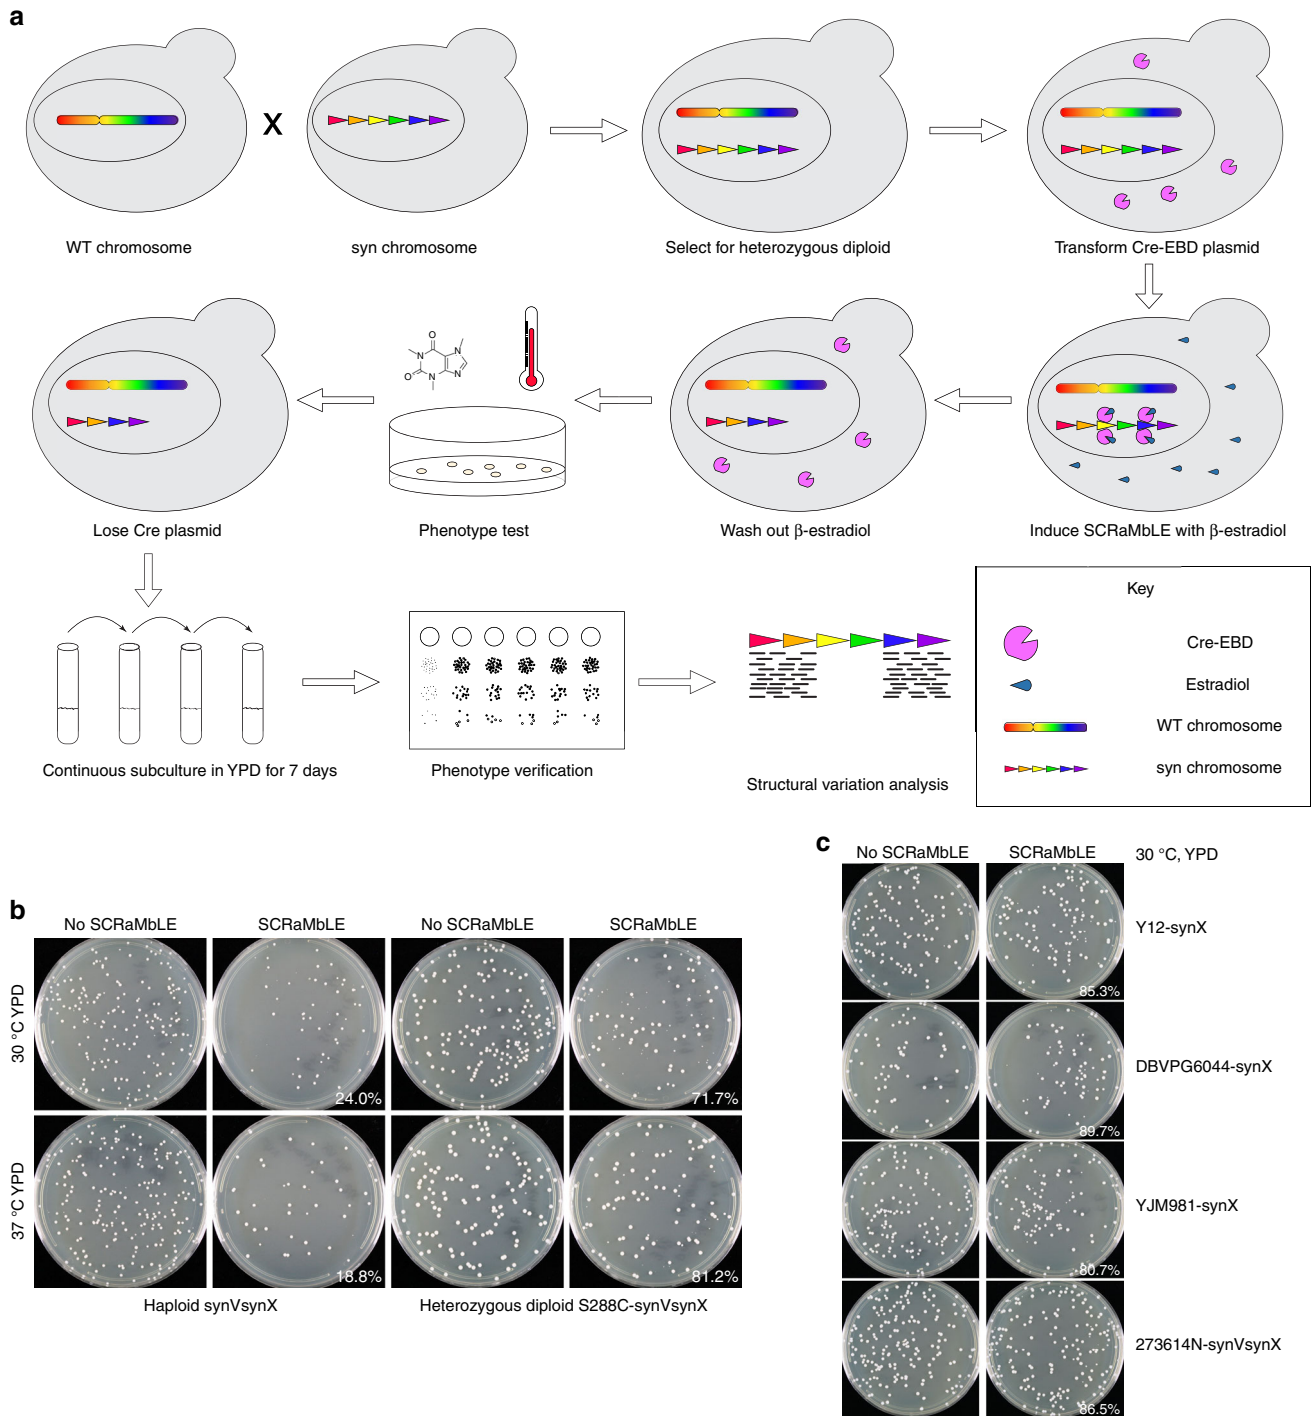 a
X
WT chromosome
syn chromosome
Select for heterozygous diploid
Transform Cre-EBD plasmid
O
N
N
O
N
N
Lose Cre plasmid
Phenotype test
Wash out β-estradiol
Induce SCRaMbLE with β-estradiol
Continuous subculture in YPD for 7 days
Phenotype verification
Structural variation analysis
Key
Cre-EBD
Estradiol
WT chromosome
syn chromosome
b
No SCRaMbLE
SCRaMbLE
No SCRaMbLE
SCRaMbLE
30 °C YPD
24.0%
71.7%
37 °C YPD
18.8%
81.2%
Haploid synVsynX
Heterozygous diploid S288C-synVsynX
c
No SCRaMbLE
SCRaMbLE
30 °C, YPD
Y12-synX
85.3%
DBVPG6044-synX
89.7%
YJM981-synX
80.7%
273614N-synVsynX
86.5%